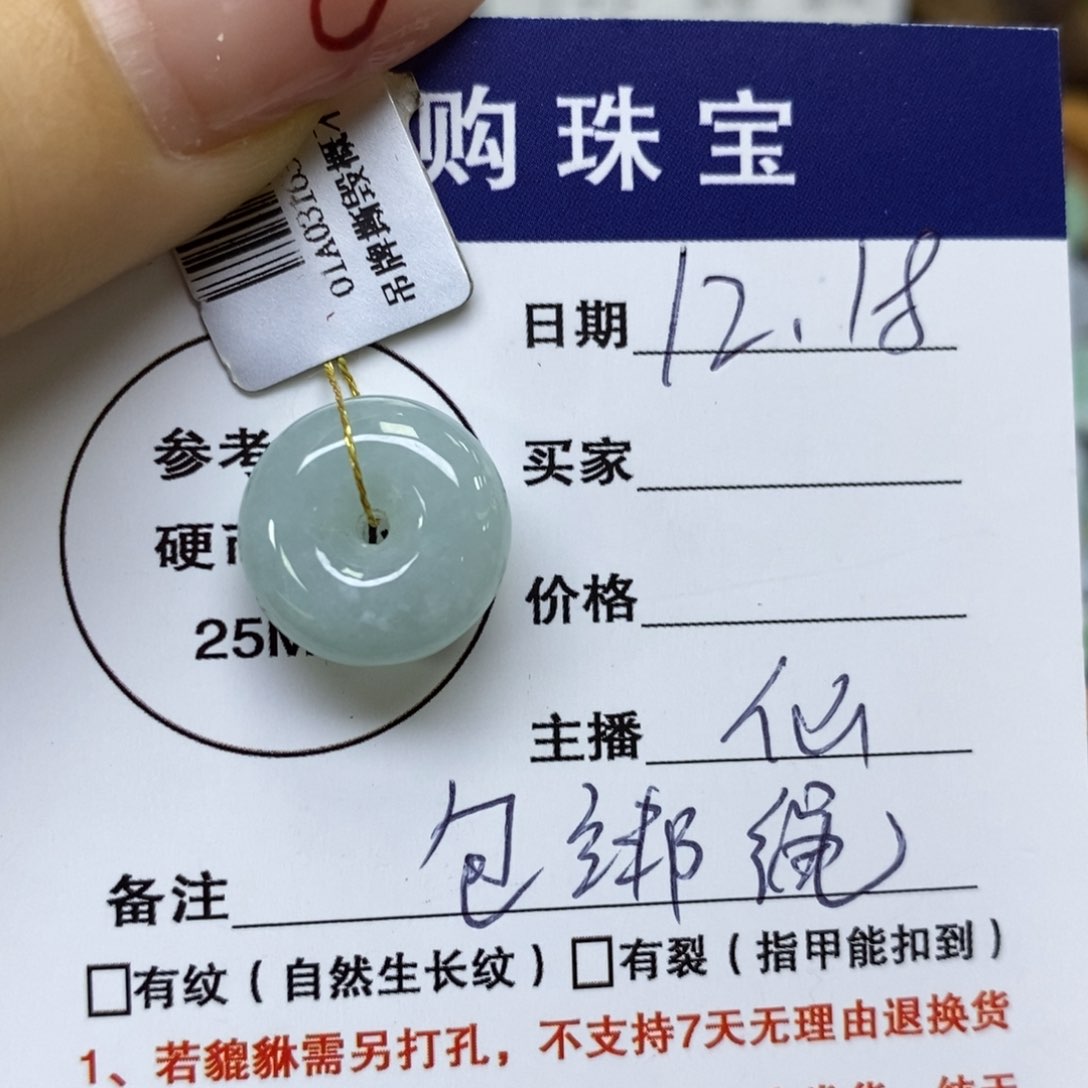 购珠宝
01A03165
吊牌撕毁概不
日期 12.18
参考
买家
硬币
25M
价格
主播 仙
备注 包绑绳
□有纹（自然生长纹）□有裂（指甲能扣到）
1、若貔貅需另打孔，不支持7天无理由退换货